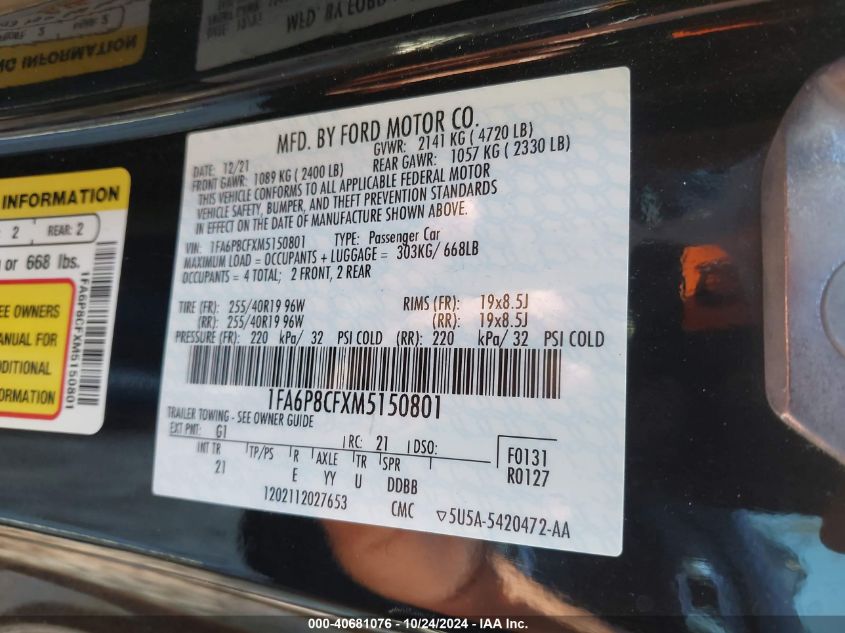 MFD. BY FORD MOTOR CO.
DATE: 12/21 GVWR: 2141 KG ( 4720 LB)
FRONT GAWR: 1089 KG ( 2400 LB) REAR GAWR: 1057 KG ( 2330 LB)
THIS VEHICLE CONFORMS TO ALL APPLICABLE FEDERAL MOTOR
VEHICLE SAFETY, BUMPER, AND THEFT PREVENTION STANDARDS
IN EFFECT ON THE DATE OF MANUFACTURE SHOWN ABOVE.
VIN: 1FA6P8CFXM5150801 TYPE: Passenger Car
MAXIMUM LOAD = OCCUPANTS + LUGGAGE = 303KG/ 668LB
OCCUPANTS = 4 TOTAL; 2 FRONT, 2 REAR
TIRE (FR): 255/40R19 96W RIMS (FR): 19x8.5J
(RR): 255/40R19 96W (RR): 19x8.5J
PRESSURE (FR): 220 kPa/ 32 PSI COLD (RR): 220 kPa/ 32 PSI COLD
1FA6P8CFXM5150801
TRAILER TOWING - SEE OWNER GUIDE
EXT PNT: G1 RC: 21 DSO:
INT TR TP/PS R AXLE TR SPR
21 E YY U DDBB
F0131
R0127
1202112027653 CMC ▽5U5A-5420472-AA
INFORMATION
2 REAR: 2
or 668 lbs.
SEE OWNERS
MANUAL FOR
ADDITIONAL
INFORMATION
1FA6P8CFXM5150801
000-40681076 - 10/24/2024 - IAA Inc.